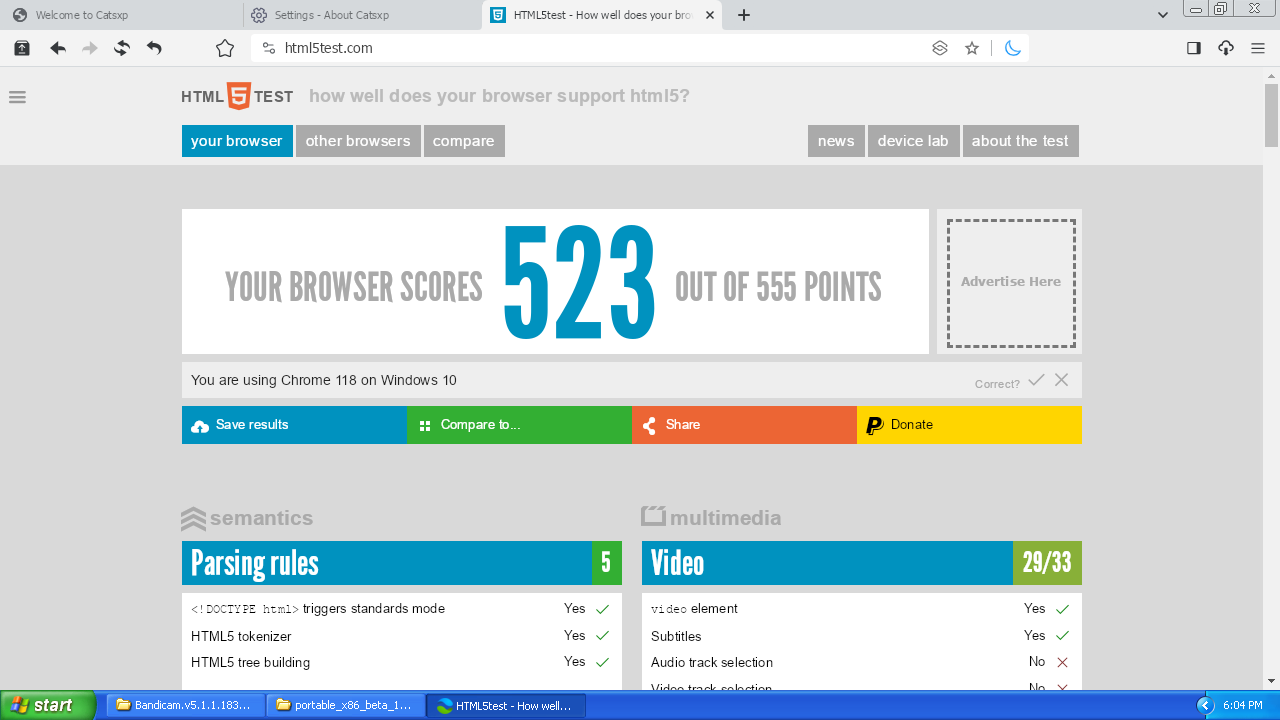 Welcome to Catsxp
Settings - About Catsxp
HTML5test - How well does your bro
html5test.com
HTML 5 TEST
how well does your browser support html5?
your browser
other browsers
compare
news
device lab
about the test
YOUR BROWSER SCORES 523 OUT OF 555 POINTS
Advertise Here
You are using Chrome 118 on Windows 10
Correct?
Save results
Compare to...
Share
Donate
semantics
Parsing rules 5
<!DOCTYPE html> triggers standards mode Yes
HTML5 tokenizer Yes
HTML5 tree building Yes
multimedia
Video 29/33
video element Yes
Subtitles Yes
Audio track selection No
Video track selection No
start
Bandicam.v5.1.1.183...
portable_x86_beta_1...
HTML5test - How well...
6:04 PM